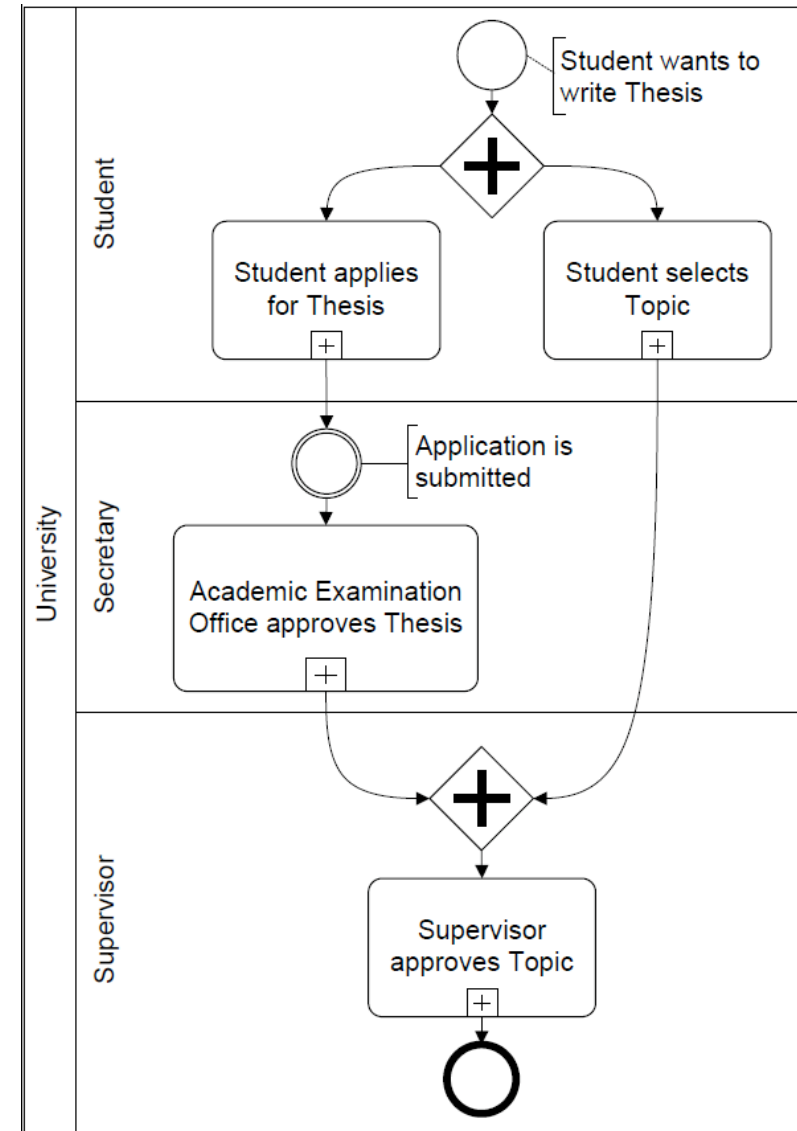 University
Student
Student wants to
write Thesis
Student applies
for Thesis
Student selects
Topic
Secretary
Application is
submitted
Academic Examination
Office approves Thesis
Supervisor
Supervisor
approves Topic